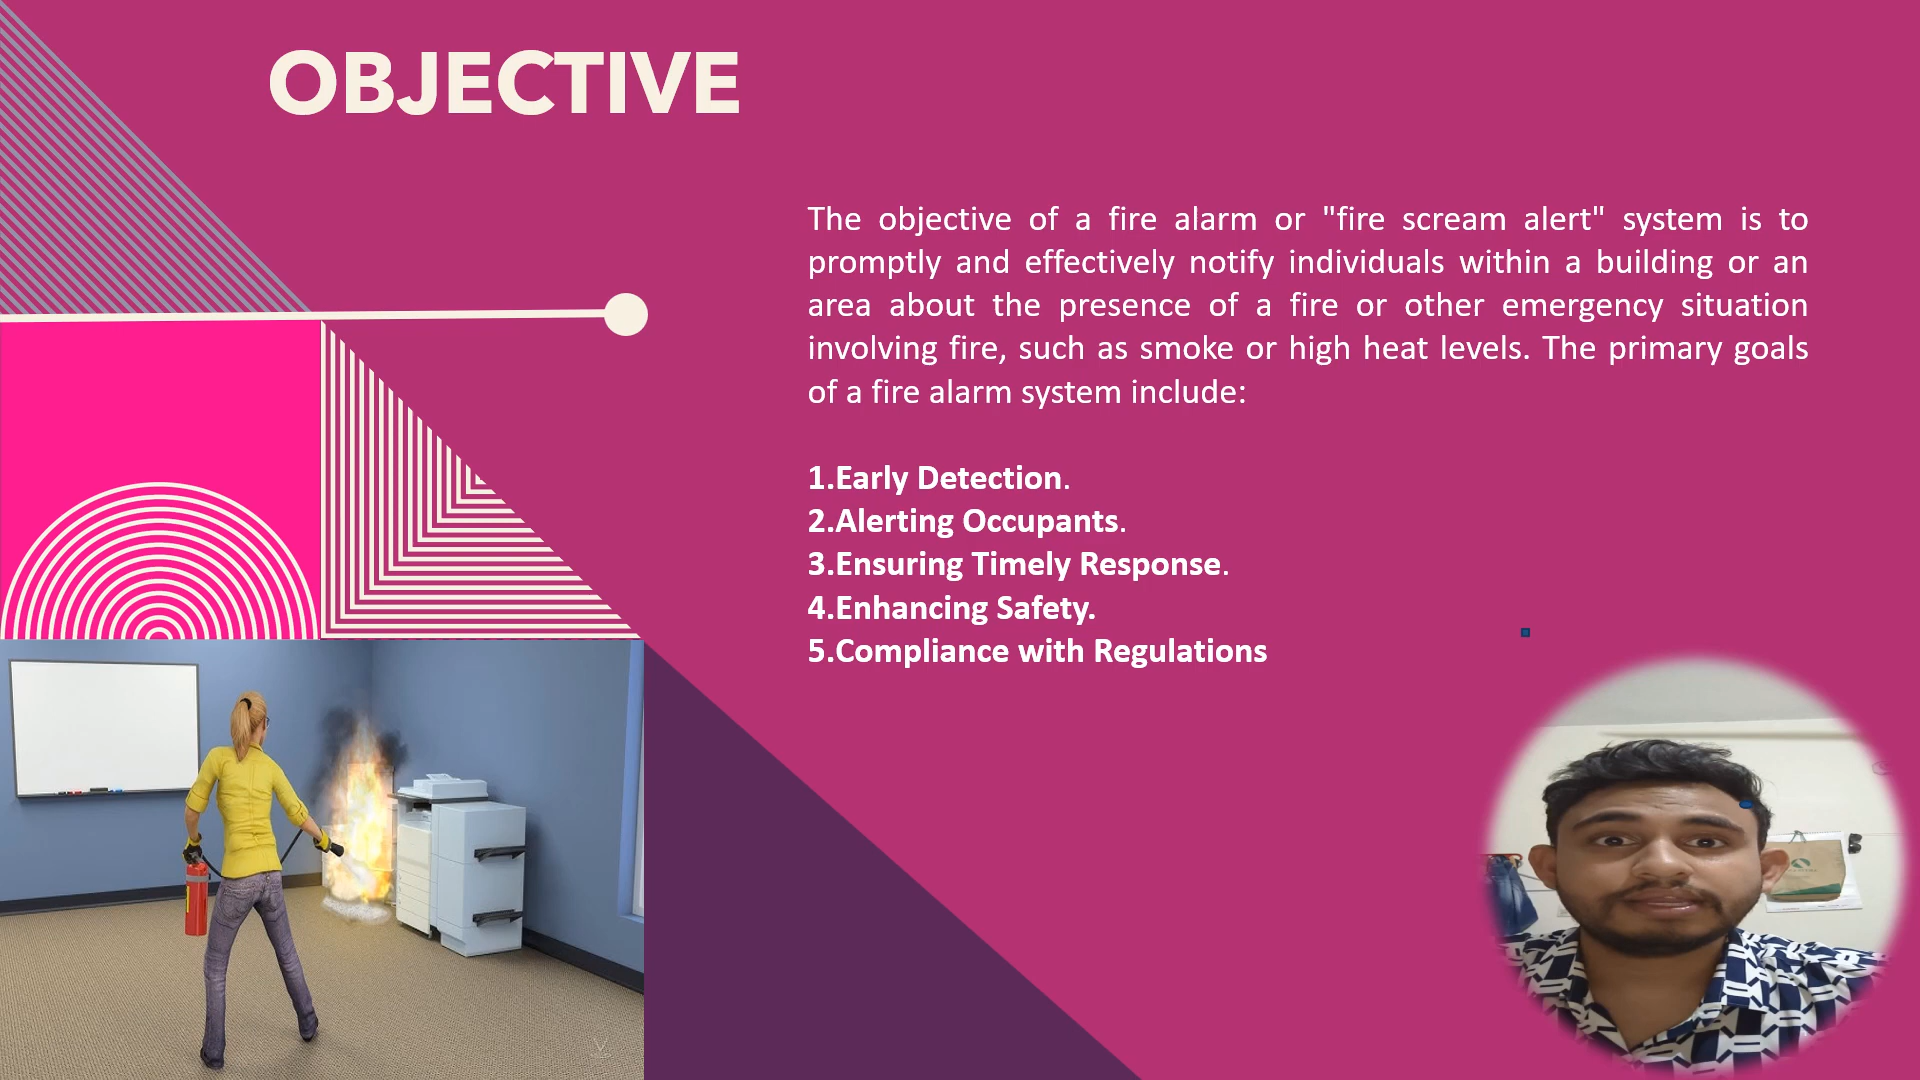 OBJECTIVE
The objective of a fire alarm or "fire scream alert" system is to
promptly and effectively notify individuals within a building or an
area about the presence of a fire or other emergency situation
involving fire, such as smoke or high heat levels. The primary goals
of a fire alarm system include:
1.Early Detection.
2.Alerting Occupants.
3.Ensuring Timely Response.
4.Enhancing Safety.
5.Compliance with Regulations